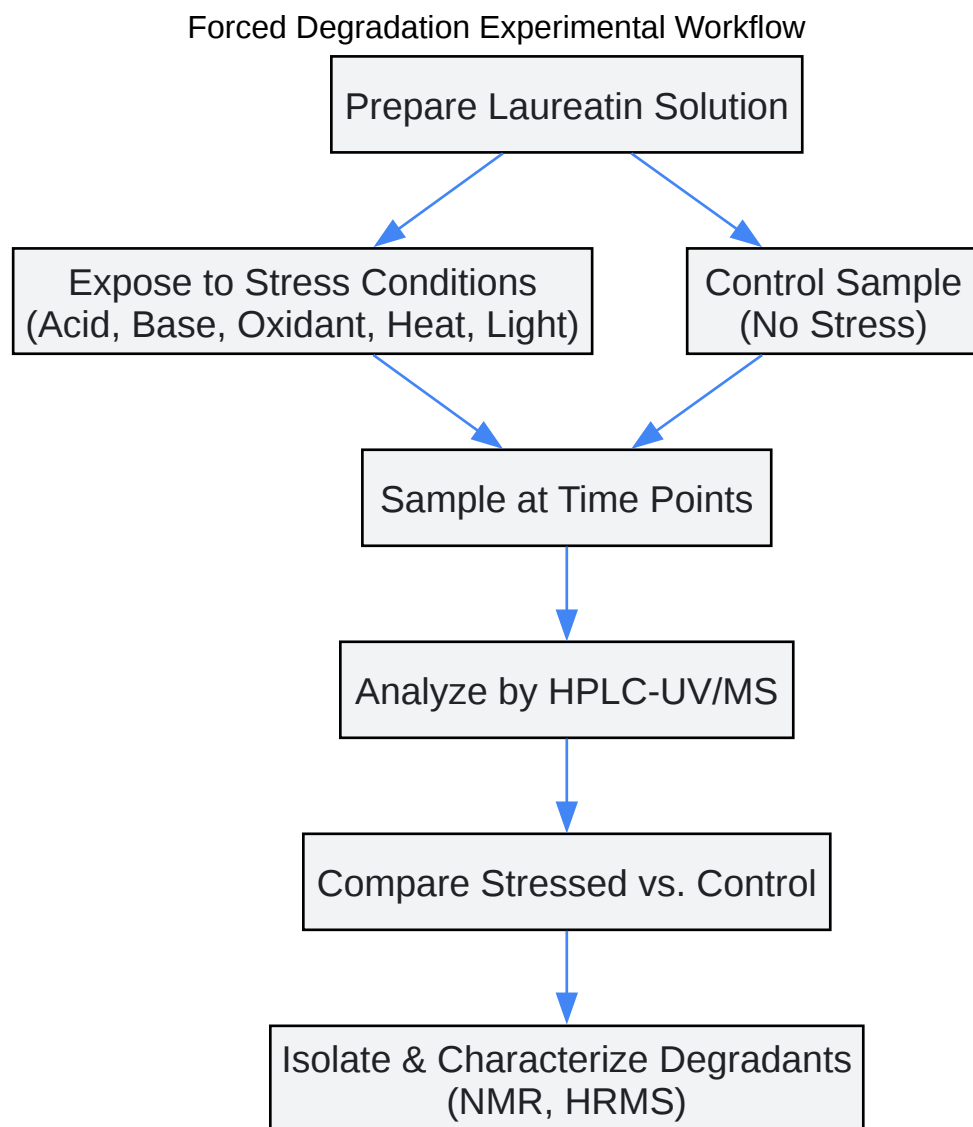 Forced Degradation Experimental Workflow
Prepare Laureatin Solution
Expose to Stress Conditions
(Acid, Base, Oxidant, Heat, Light)
Control Sample
(No Stress)
Sample at Time Points
Analyze by HPLC-UV/MS
Compare Stressed vs. Control
Isolate & Characterize Degradants
(NMR, HRMS)